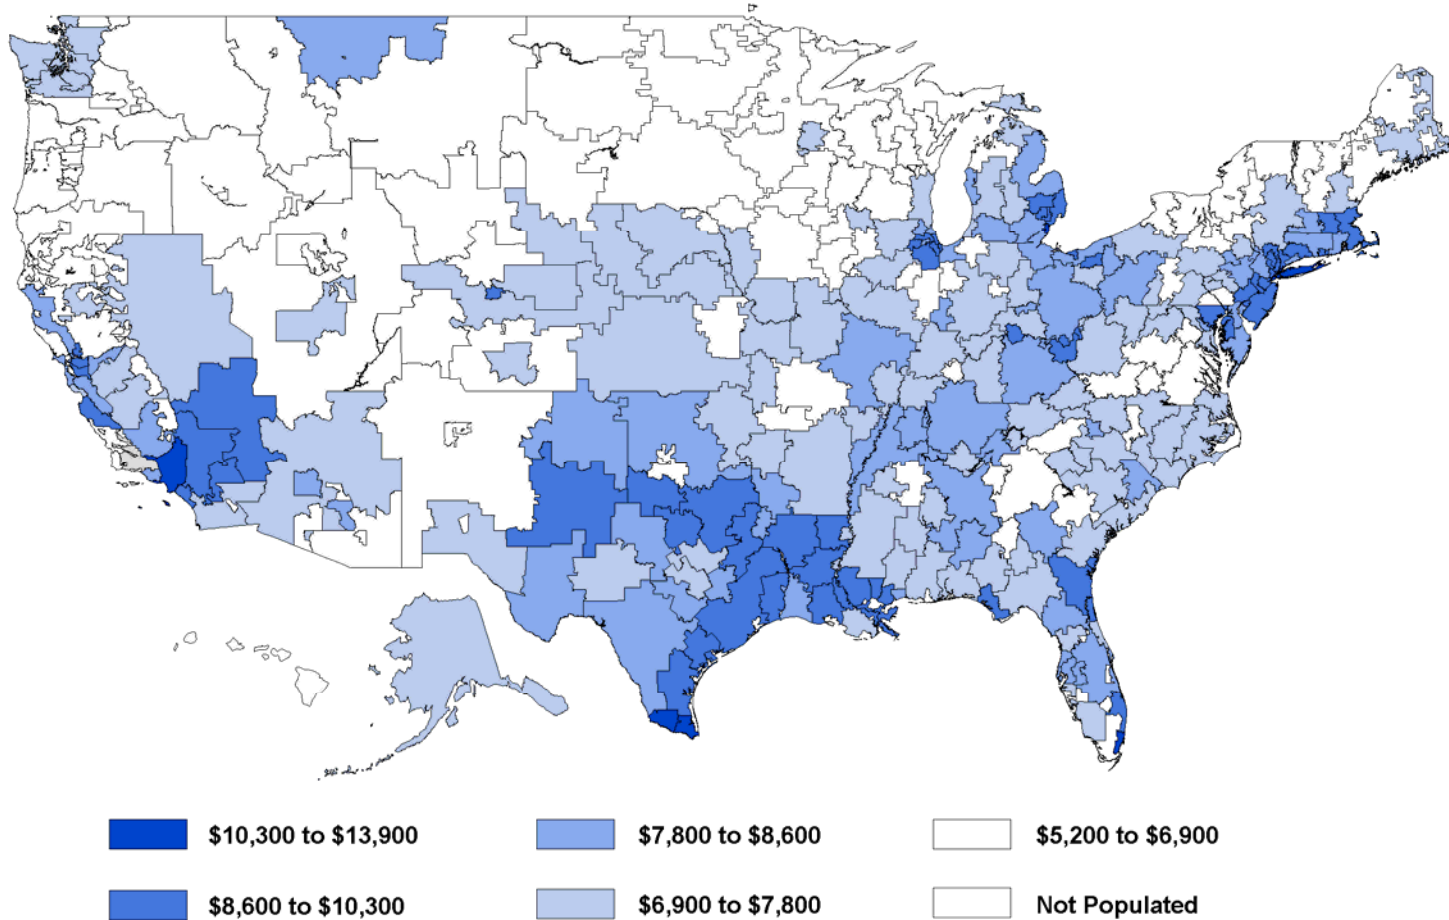 $10,300 to $13,900
$7,800 to $8,600
$5,200 to $6,900
$8,600 to $10,300
$6,900 to $7,800
Not Populated